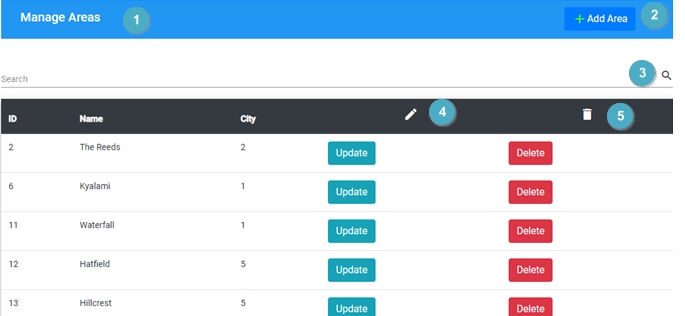 Manage Areas 1 + Add Area 2
Search 3
ID Name City 4 5
2 The Reeds 2 Update Delete
6 Kyalami 1 Update Delete
11 Waterfall 1 Update Delete
12 Hatfield 5 Update Delete
13 Hillcrest 5 Update Delete